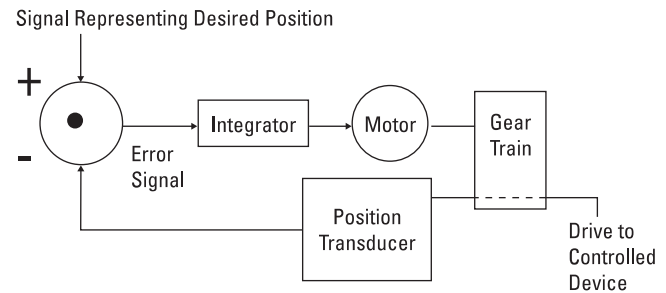 Signal Representing Desired Position
+
-
Error
Signal
Integrator
Motor
Gear
Train
Position
Transducer
Drive to
Controlled
Device